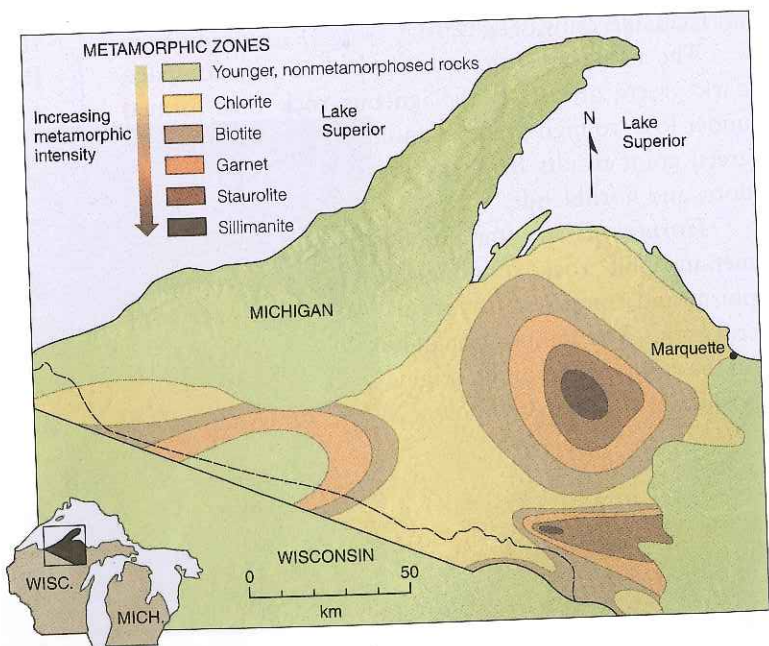 METAMORPHIC ZONES
Increasing
metamorphic
intensity
Younger, nonmetamorphosed rocks
Chlorite
Biotite
Garnet
Staurolite
Sillimanite
Lake
Superior
N
Lake
Superior
MICHIGAN
Marquette
WISCONSIN
0 50
km
WISC.
MICH.